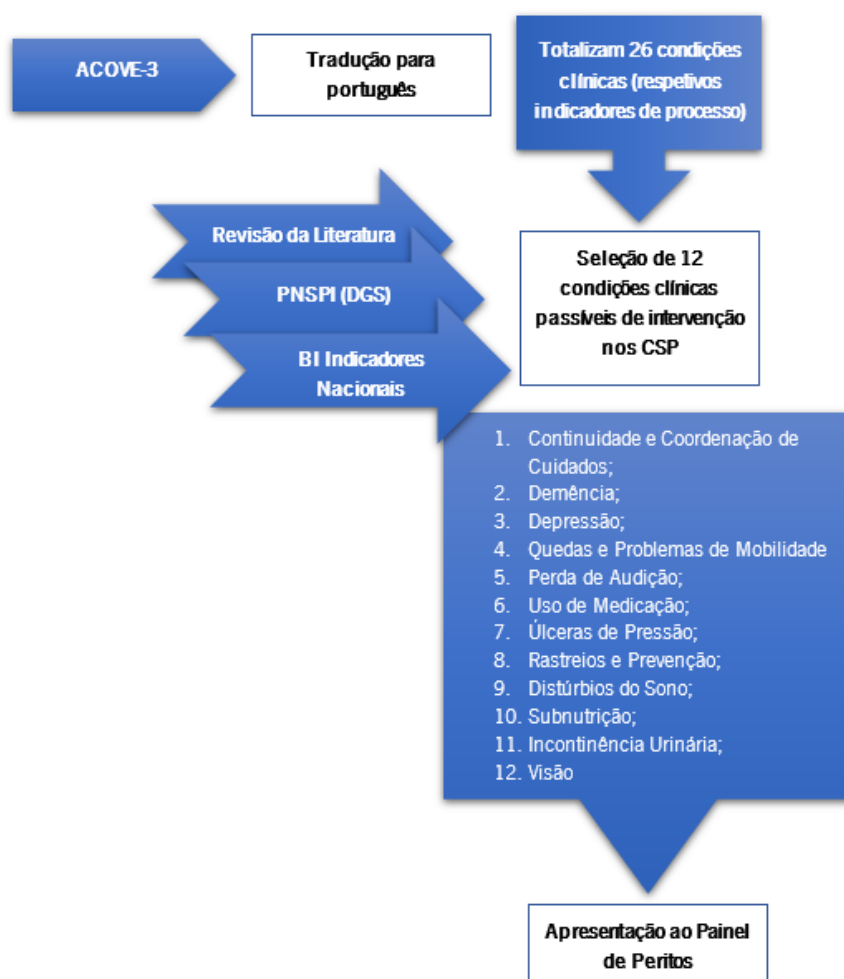 ACOVE-3
Tradução para
português
Totalizam 26 condições
clínicas (respetivos
indicadores de processo)
Revisão da Literatura
PNSPI (DGS)
BI Indicadores
Nacionais
Seleção de 12
condições clínicas
passíveis de intervenção
nos CSP
1. Continuidade e Coordenação de
Cuidados;
2. Demência;
3. Depressão;
4. Quedas e Problemas de Mobilidade
5. Perda de Audição;
6. Uso de Medicação;
7. Úlceras de Pressão;
8. Rastreios e Prevenção;
9. Distúrbios do Sono;
10. Subnutrição;
11. Incontinência Urinária;
12. Visão
Apresentação ao Painel
de Peritos